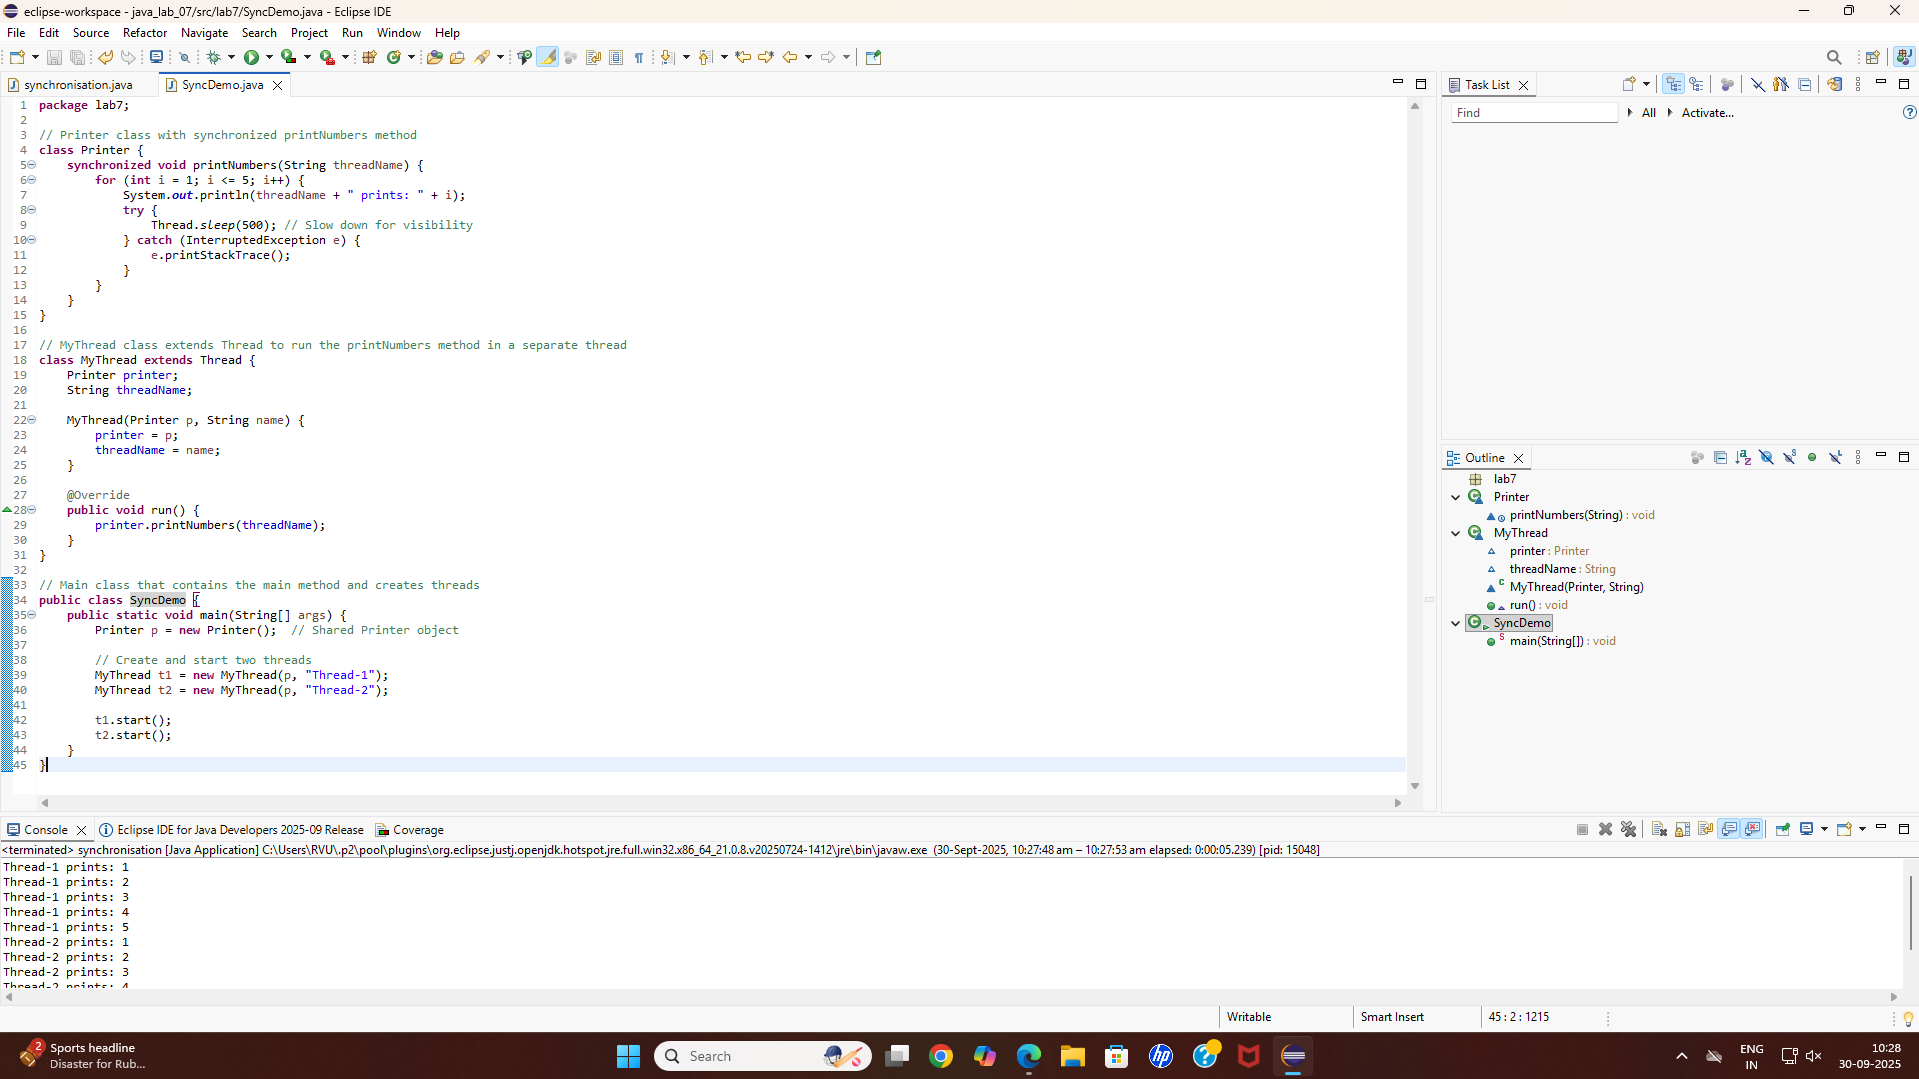 eclipse-workspace - java_lab_07/src/lab7/SyncDemo.java - Eclipse IDE
File Edit Source Refactor Navigate Search Project Run Window Help
synchronisation.java SyncDemo.java
1 package lab7;
2
3 // Printer class with synchronized printNumbers method
4 class Printer {
5 synchronized void printNumbers(String threadName) {
6 for (int i = 1; i <= 5; i++) {
7 System.out.println(threadName + " prints: " + i);
8 try {
9 Thread.sleep(500); // Slow down for visibility
10 } catch (InterruptedException e) {
11 e.printStackTrace();
12 }
13 }
14 }
15 }
16
17 // MyThread class extends Thread to run the printNumbers method in a separate thread
18 class MyThread extends Thread {
19 Printer printer;
20 String threadName;
21
22 MyThread(Printer p, String name) {
23 printer = p;
24 threadName = name;
25 }
26
27 @Override
28 public void run() {
29 printer.printNumbers(threadName);
30 }
31 }
32
33 // Main class that contains the main method and creates threads
34 public class SyncDemo {
35 public static void main(String[] args) {
36 Printer p = new Printer(); // Shared Printer object
37
38 // Create and start two threads
39 MyThread t1 = new MyThread(p, "Thread-1");
40 MyThread t2 = new MyThread(p, "Thread-2");
41
42 t1.start();
43 t2.start();
44 }
45 }
Task List
Find All Activate...
Outline
lab7
Printer
printNumbers(String) : void
MyThread
printer : Printer
threadName : String
MyThread(Printer, String)
run() : void
SyncDemo
main(String[]) : void
Console Eclipse IDE for Java Developers 2025-09 Release Coverage
<terminated> synchronisation [Java Application] C:\Users\RVU\.p2\pool\plugins\org.eclipse.justj.openjdk.hotspot.jre.full.win32.x86_64_21.0.8.v20250724-1412\jre\bin\javaw.exe (30-Sept-2025, 10:27:48 am – 10:27:53 am elapsed: 0:00:05.239) [pid: 15048]
Thread-1 prints: 1
Thread-1 prints: 2
Thread-1 prints: 3
Thread-1 prints: 4
Thread-1 prints: 5
Thread-2 prints: 1
Thread-2 prints: 2
Thread-2 prints: 3
Thread-2 prints: 4
Writable Smart Insert 45 : 2 : 1215
2 Sports headline
Disaster for Rub...
Search
ENG
IN
10:28
30-09-2025